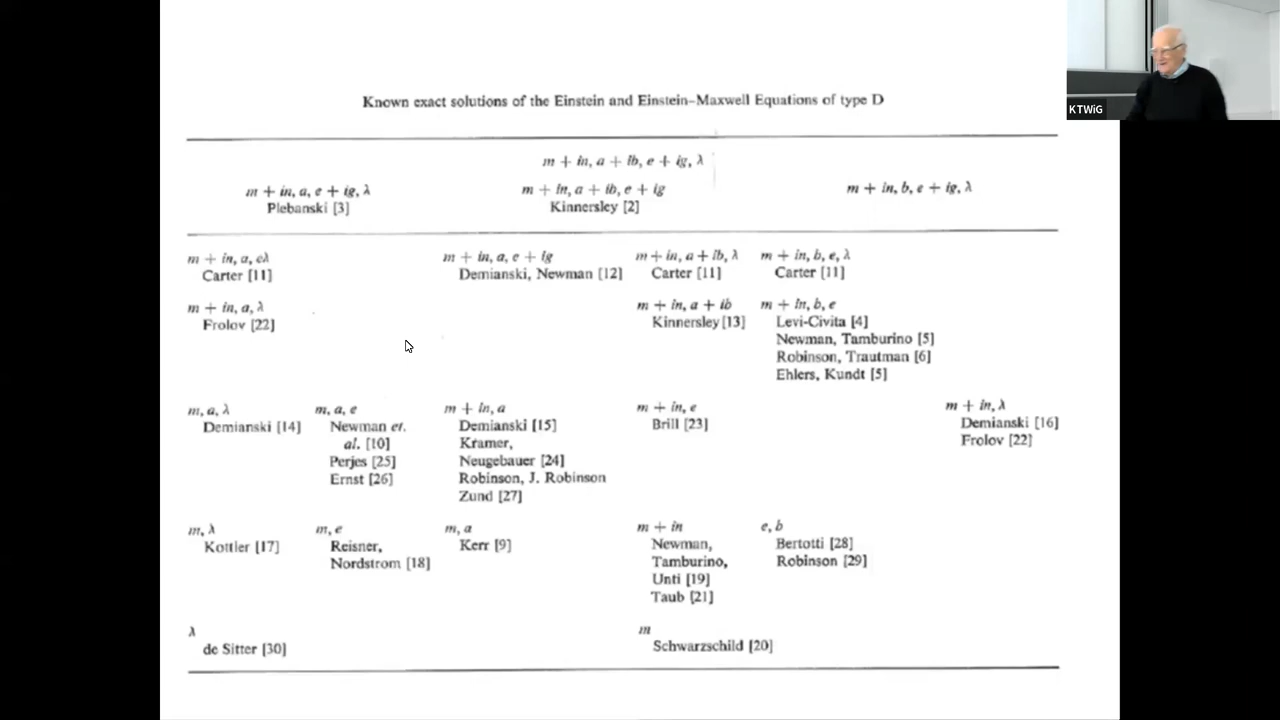 Known exact solutions of the Einstein and Einstein–Maxwell Equations of type D
m + in, a + ib, e + ig, λ
m + in, a, e + ig, λ
Plebanski [3]
m + in, a + ib, e + ig
Kinnersley [2]
m + in, b, e + ig, λ
m + in, a, eλ
Carter [11]
m + in, a, e + ig
Demianski, Newman [12]
m + in, a + ib, λ
Carter [11]
m + in, b, e, λ
Carter [11]
m + in, a, λ
Frolov [22]
m + in, a + ib
Kinnersley [13]
m + in, b, e
Levi-Civita [4]
Newman, Tamburino [5]
Robinson, Trautman [6]
Ehlers, Kundt [5]
m, a, λ
Demianski [14]
m, a, e
Newman et.
al. [10]
Perjes [25]
Ernst [26]
m + in, a
Demianski [15]
Kramer,
Neugebauer [24]
Robinson, J. Robinson
Zund [27]
m + in, e
Brill [23]
m + in, λ
Demianski [16]
Frolov [22]
m, λ
Kottler [17]
m, e
Reisner,
Nordstrom [18]
m, a
Kerr [9]
m + in
Newman,
Tamburino,
Unti [19]
Taub [21]
e, b
Bertotti [28]
Robinson [29]
λ
de Sitter [30]
m
Schwarzschild [20]
KTWiG